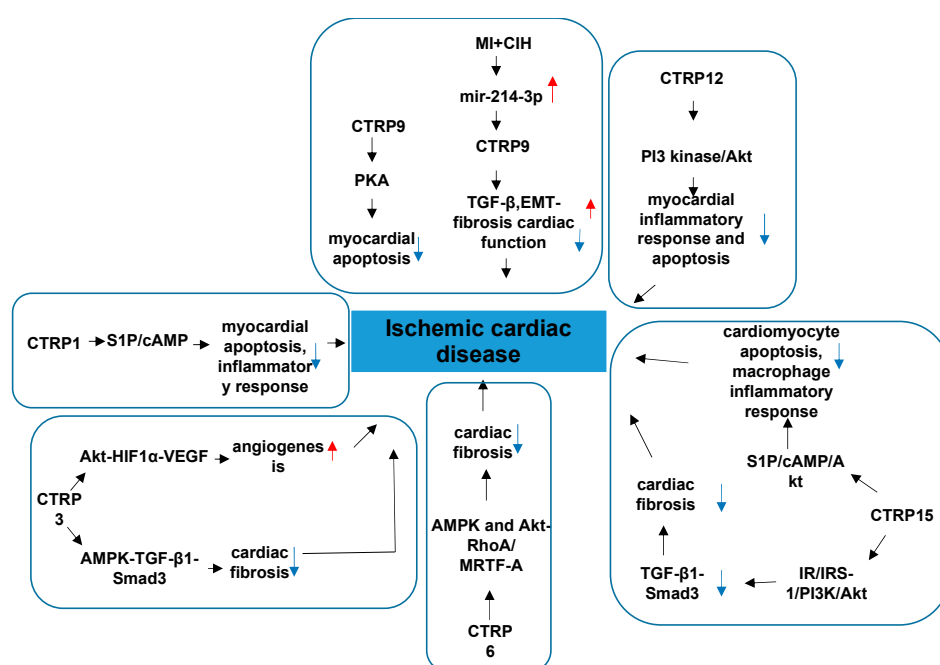 MI+CIH
mir-214-3p
CTRP9
TGF-β,EMT-
fibrosis cardiac
function
CTRP9
PKA
myocardial
apoptosis
CTRP12
PI3 kinase/Akt
myocardial
inflammatory
response and
apoptosis
CTRP1
S1P/cAMP
myocardial
apoptosis,
inflammator
y response
Ischemic cardiac
disease
cardiomyocyte
apoptosis,
macrophage
inflammatory
response
S1P/cAMP/A
kt
CTRP15
IR/IRS-
1/PI3K/Akt
TGF-β1-
Smad3
cardiac
fibrosis
CTRP
3
Akt-HIF1α-VEGF
angiogenes
is
AMPK-TGF-β1-
Smad3
cardiac
fibrosis
cardiac
fibrosis
AMPK and Akt-
RhoA/
MRTF-A
CTRP
6